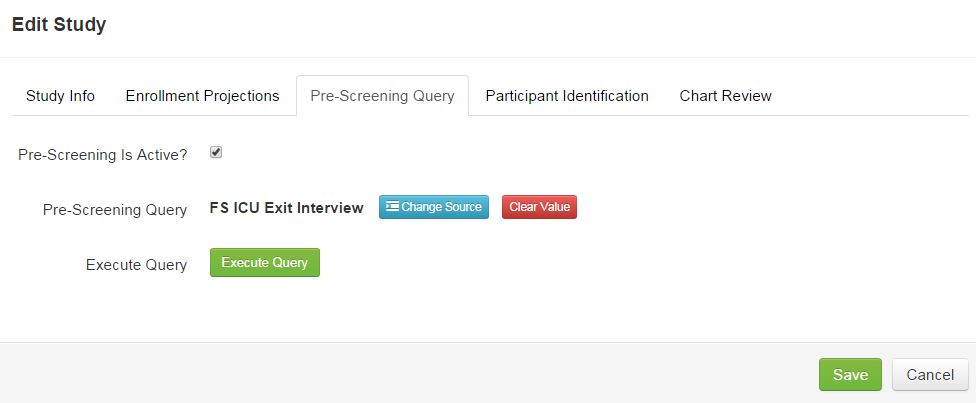 Edit Study
Study Info Enrollment Projections Pre-Screening Query Participant Identification Chart Review
Pre-Screening Is Active?
Pre-Screening Query FS ICU Exit Interview Change Source Clear Value
Execute Query Execute Query
Save Cancel